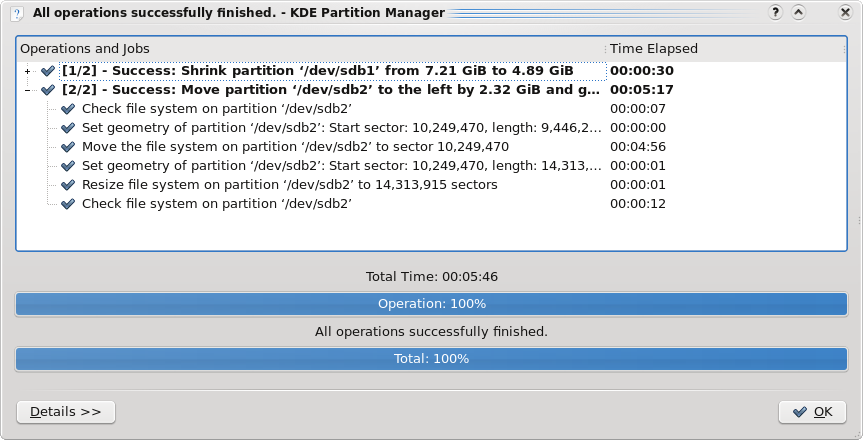 All operations successfully finished. - KDE Partition Manager
Operations and Jobs Time Elapsed
[1/2] - Success: Shrink partition ‘/dev/sdb1’ from 7.21 GiB to 4.89 GiB 00:00:30
[2/2] - Success: Move partition ‘/dev/sdb2’ to the left by 2.32 GiB and g... 00:05:17
Check file system on partition ‘/dev/sdb2’ 00:00:07
Set geometry of partition ‘/dev/sdb2’: Start sector: 10,249,470, length: 9,446,2... 00:00:00
Move the file system on partition ‘/dev/sdb2’ to sector 10,249,470 00:04:56
Set geometry of partition ‘/dev/sdb2’: Start sector: 10,249,470, length: 14,313,... 00:00:01
Resize file system on partition ‘/dev/sdb2’ to 14,313,915 sectors 00:00:01
Check file system on partition ‘/dev/sdb2’ 00:00:12
Total Time: 00:05:46
Operation: 100%
All operations successfully finished.
Total: 100%
Details >> OK